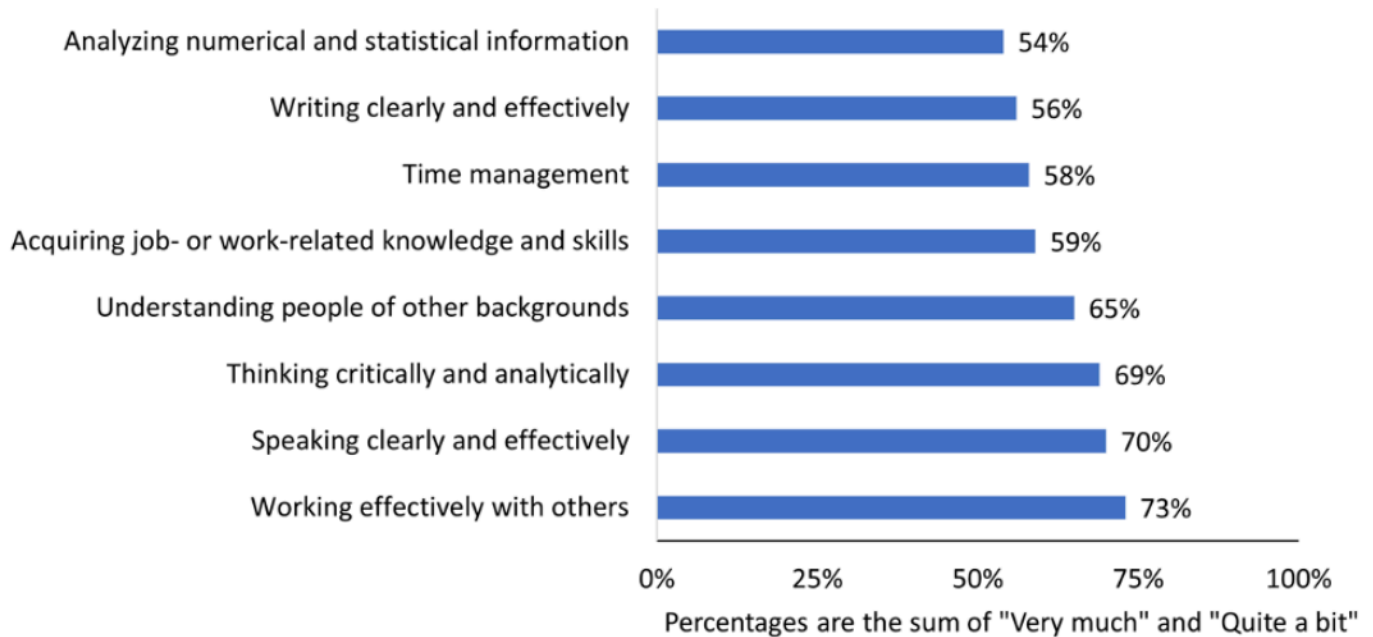 Analyzing numerical and statistical information 54%
Writing clearly and effectively 56%
Time management 58%
Acquiring job- or work-related knowledge and skills 59%
Understanding people of other backgrounds 65%
Thinking critically and analytically 69%
Speaking clearly and effectively 70%
Working effectively with others 73%
0% 25% 50% 75% 100%
Percentages are the sum of "Very much" and "Quite a bit"